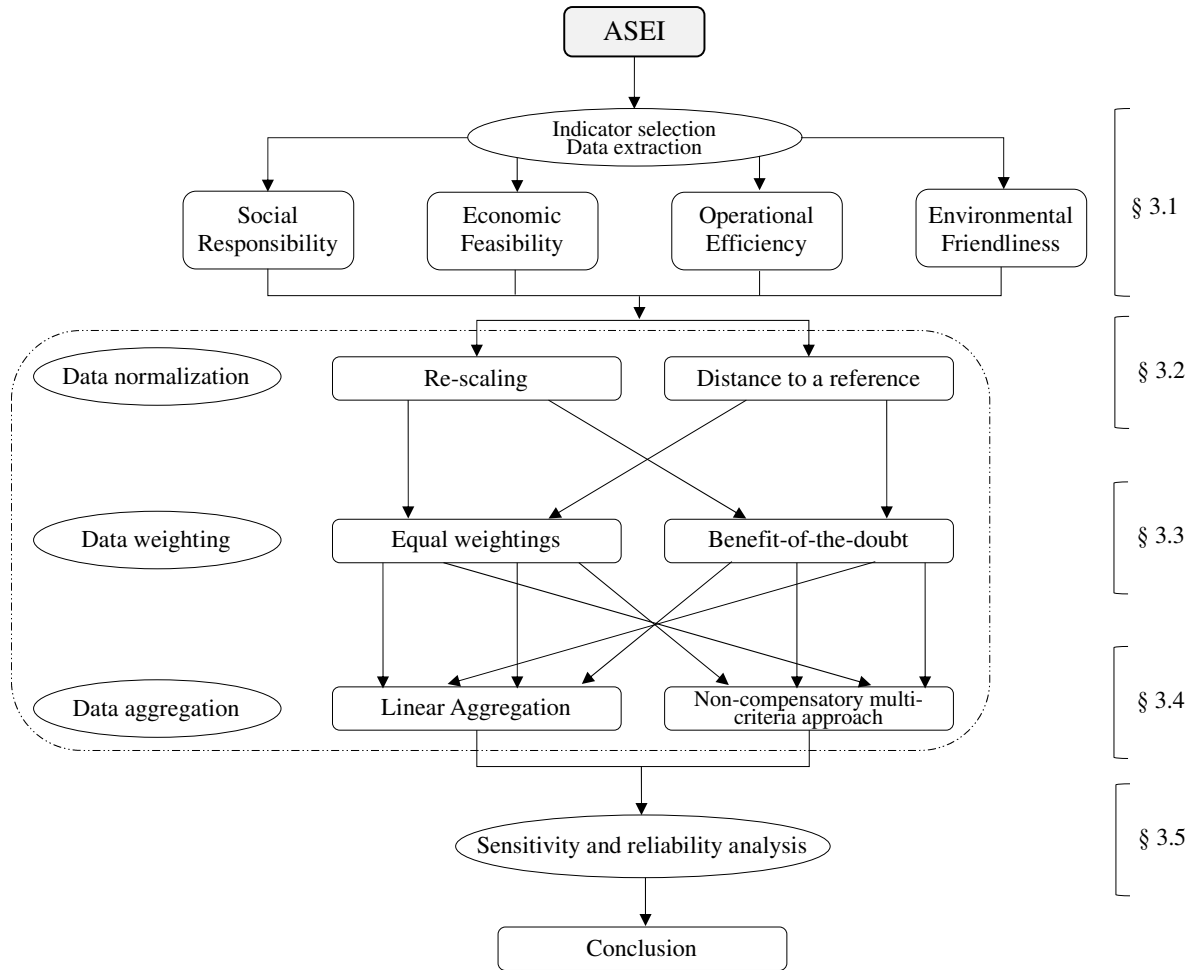 ASEI
Indicator selection
Data extraction
Social
Responsibility
Economic
Feasibility
Operational
Efficiency
Environmental
Friendliness
§ 3.1
Data normalization
Re-scaling
Distance to a reference
§ 3.2
Data weighting
Equal weightings
Benefit-of-the-doubt
§ 3.3
Data aggregation
Linear Aggregation
Non-compensatory multi-
criteria approach
§ 3.4
Sensitivity and reliability analysis
§ 3.5
Conclusion